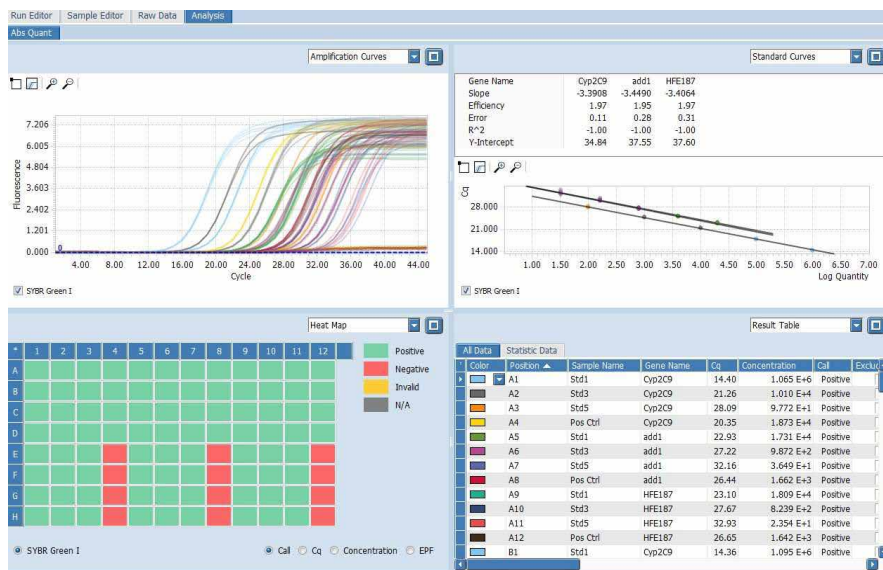 Run Editor Sample Editor Raw Data Analysis
Abs Quant
Amplification Curves
7.206
6.005
4.804
3.603
2.402
1.201
0.000
Fluorescence
0
4.00 8.00 12.00 16.00 20.00 24.00 28.00 32.00 36.00 40.00 44.00
Cycle
SYBR Green I
Standard Curves
Gene Name Cyp2C9 add1 HFE187
Slope -3.3908 -3.4490 -3.4064
Efficiency 1.97 1.95 1.97
Error 0.11 0.28 0.31
R^2 -1.00 -1.00 -1.00
Y-Intercept 34.84 37.55 37.60
Cq
28.000
21.000
14.000
1.00 1.50 2.00 2.50 3.00 3.50 4.00 4.50 5.00 5.50 6.00 6.50 7.00
Log Quantity
SYBR Green I
Heat Map
* 1 2 3 4 5 6 7 8 9 10 11 12
A
B
C
D
E
F
G
H
Positive
Negative
Invalid
N/A
SYBR Green I
Call Cq Concentration EPF
Result Table
All Data Statistic Data
Color Position Sample Name Gene Name Cq Concentration Call Exclu
A1 Std1 Cyp2C9 14.40 1.065 E+6 Positive
A2 Std3 Cyp2C9 21.26 1.010 E+4 Positive
A3 Std5 Cyp2C9 28.09 9.772 E+1 Positive
A4 Pos Ctrl Cyp2C9 20.35 1.873 E+4 Positive
A5 Std1 add1 22.93 1.731 E+4 Positive
A6 Std3 add1 27.22 9.872 E+2 Positive
A7 Std5 add1 32.16 3.649 E+1 Positive
A8 Pos Ctrl add1 26.44 1.662 E+3 Positive
A9 Std1 HFE187 23.10 1.809 E+4 Positive
A10 Std3 HFE187 27.67 8.239 E+2 Positive
A11 Std5 HFE187 32.93 2.354 E+1 Positive
A12 Pos Ctrl HFE187 26.65 1.642 E+3 Positive
B1 Std1 Cyp2C9 14.36 1.095 E+6 Positive